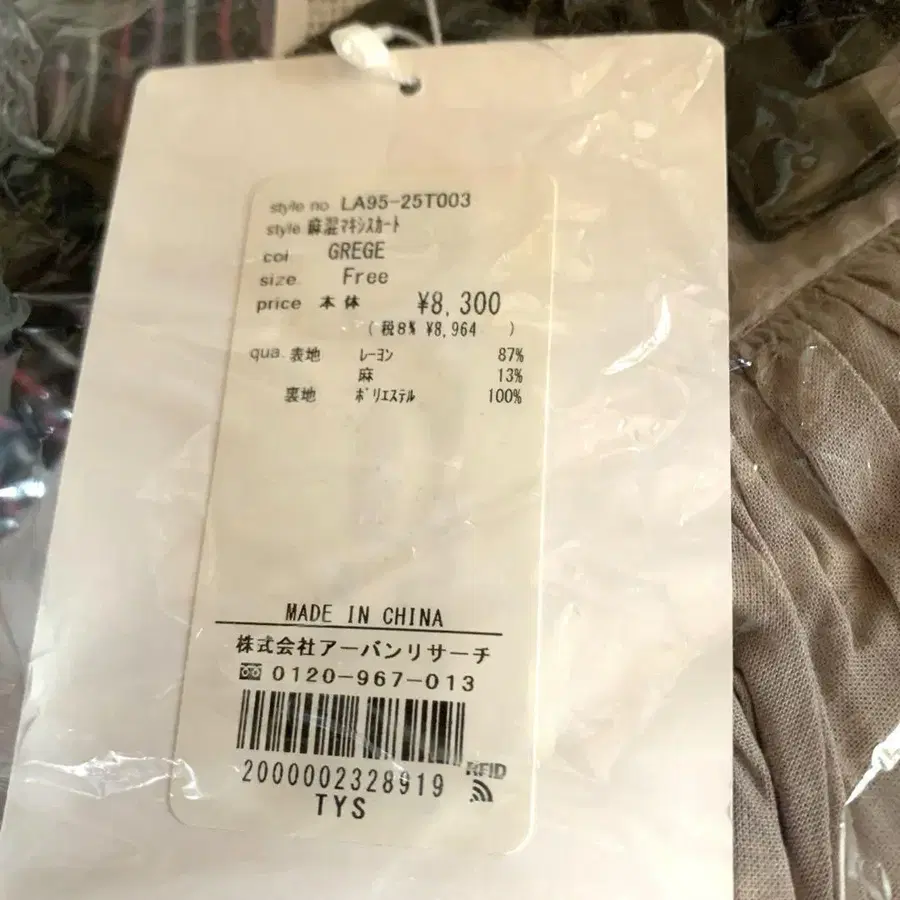 style no LA95-25T003
style 麻混マキシスカート
col GREGE
size. Free
price 本体 ¥8,300
(税8% ¥8,964 )
qua. 表地 レーヨン 87%
麻 13%
裏地 ポリエステル 100%
MADE IN CHINA
株式会社アーバンリサーチ
0120-967-013
2000002328919
RFID
TYS